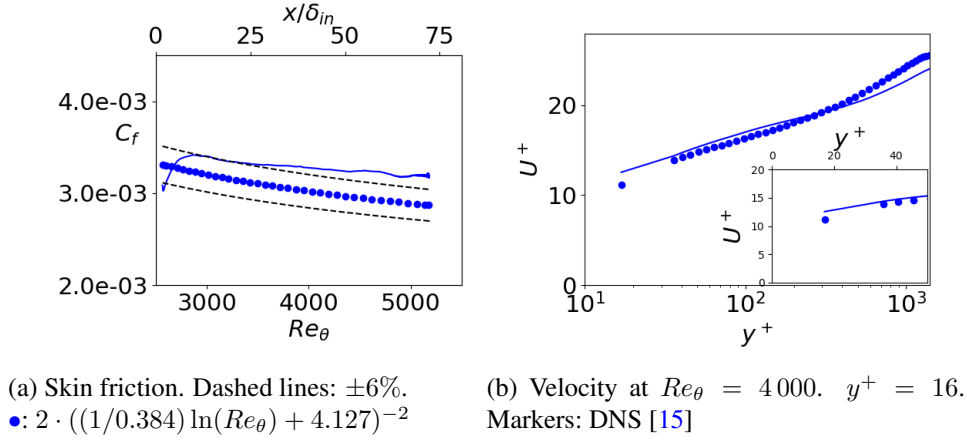 x/δ_in
0 25 50 75
4.0e-03
C_f
3.0e-03
2.0e-03
3000 4000 5000
Re_θ
20
U^+
10
0
10^1 10^2 10^3
y^+
y^+
0 20 40
20
15
U^+
10
5
0
(a) Skin friction. Dashed lines: ±6%.
●: 2 · ((1/0.384) ln(Re_θ) + 4.127)^{−2}
(b) Velocity at Re_θ = 4 000. y^+ = 16.
Markers: DNS [15]